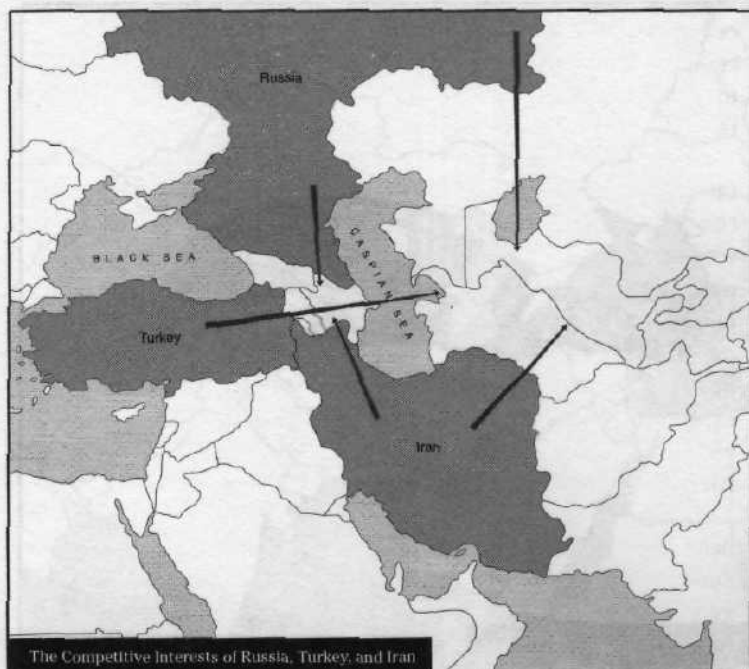 Russia
BLACK SEA
CASPIAN SEA
Turkey
Iran
The Competitive Interests of Russia, Turkey, and Iran